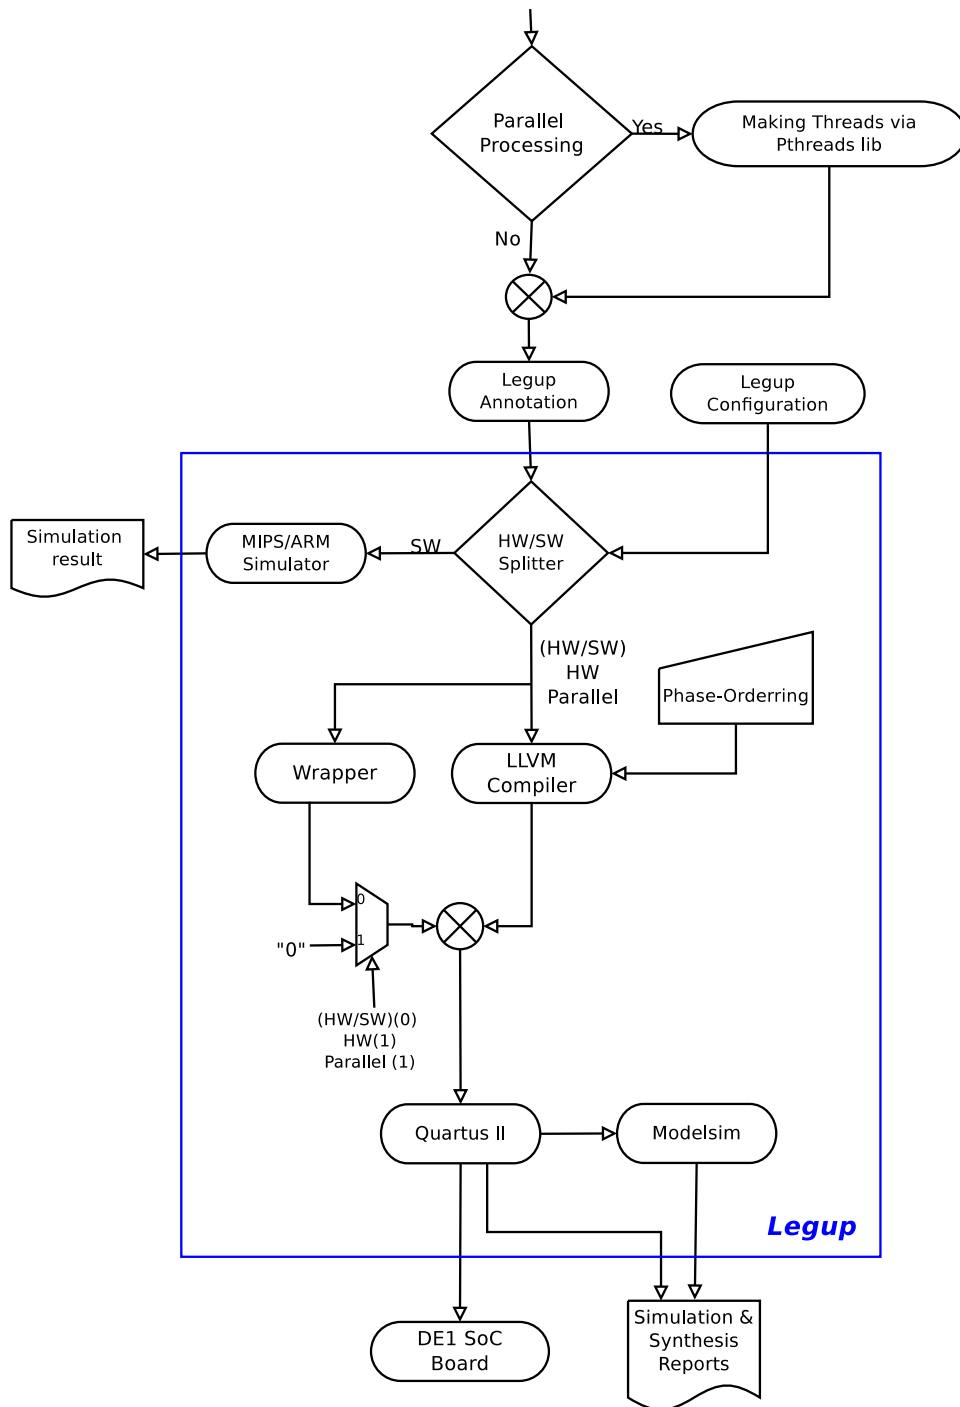 Parallel
Processing
Yes
Making Threads via
Pthreads lib
No
Legup
Annotation
Legup
Configuration
Simulation
result
MIPS/ARM
Simulator
SW
HW/SW
Splitter
(HW/SW)
HW
Parallel
Phase-Orderring
Wrapper
LLVM
Compiler
0
1
"0"
(HW/SW)(0)
HW(1)
Parallel (1)
Quartus II
Modelsim
Legup
Simulation &
Synthesis
Reports
DE1 SoC
Board